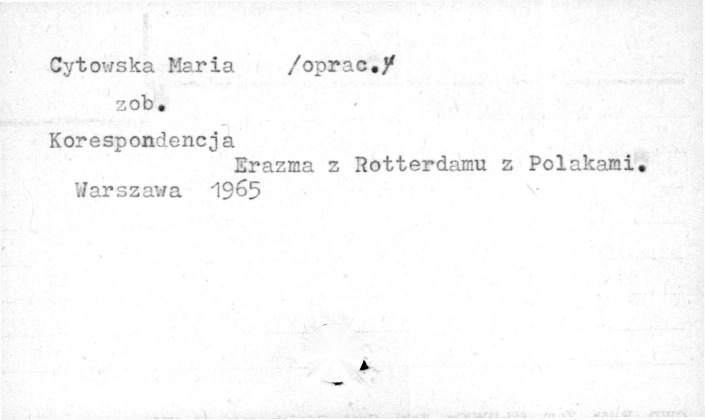 Cytowska Maria /oprac./
zob.
Korespondencja
Erazma z Rotterdamu z Polakami.
Warszawa 1965